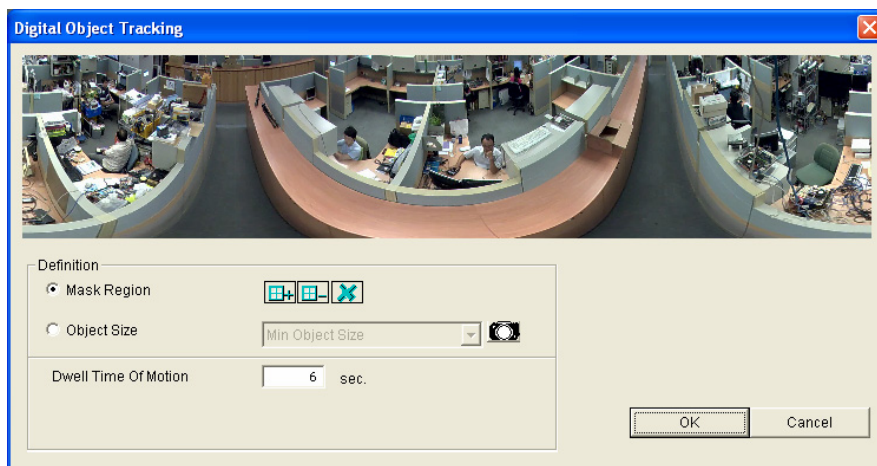 Digital Object Tracking
Definition
Mask Region
Object Size
Min Object Size
Dwell Time Of Motion
6 sec.
OK
Cancel